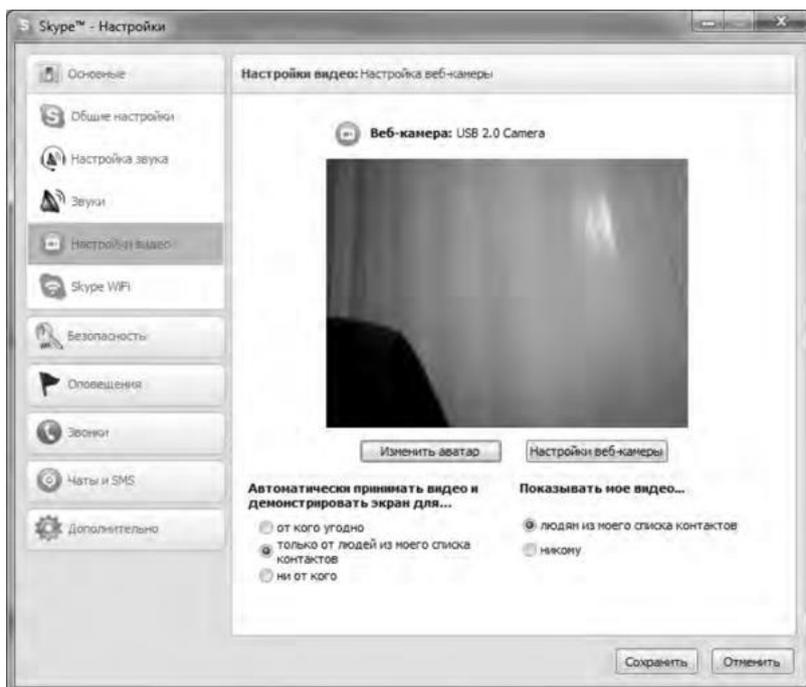 Skype™ - Настройки
Основные
Общие настройки
Настройка звука
Звуки
Настройки видео
Skype WiFi
Безопасность
Оповещения
Звонки
Чаты и SMS
Дополнительно
Настройки видео: Настройка веб-камеры
Веб-камера: USB 2.0 Camera
Изменить аватар
Настройки веб-камеры
Автоматически принимать видео и
демонстрировать экран для...
от кого угодно
только от людей из моего списка
контактов
ни от кого
Показывать мое видео...
людям из моего списка контактов
никому
Сохранить
Отменить